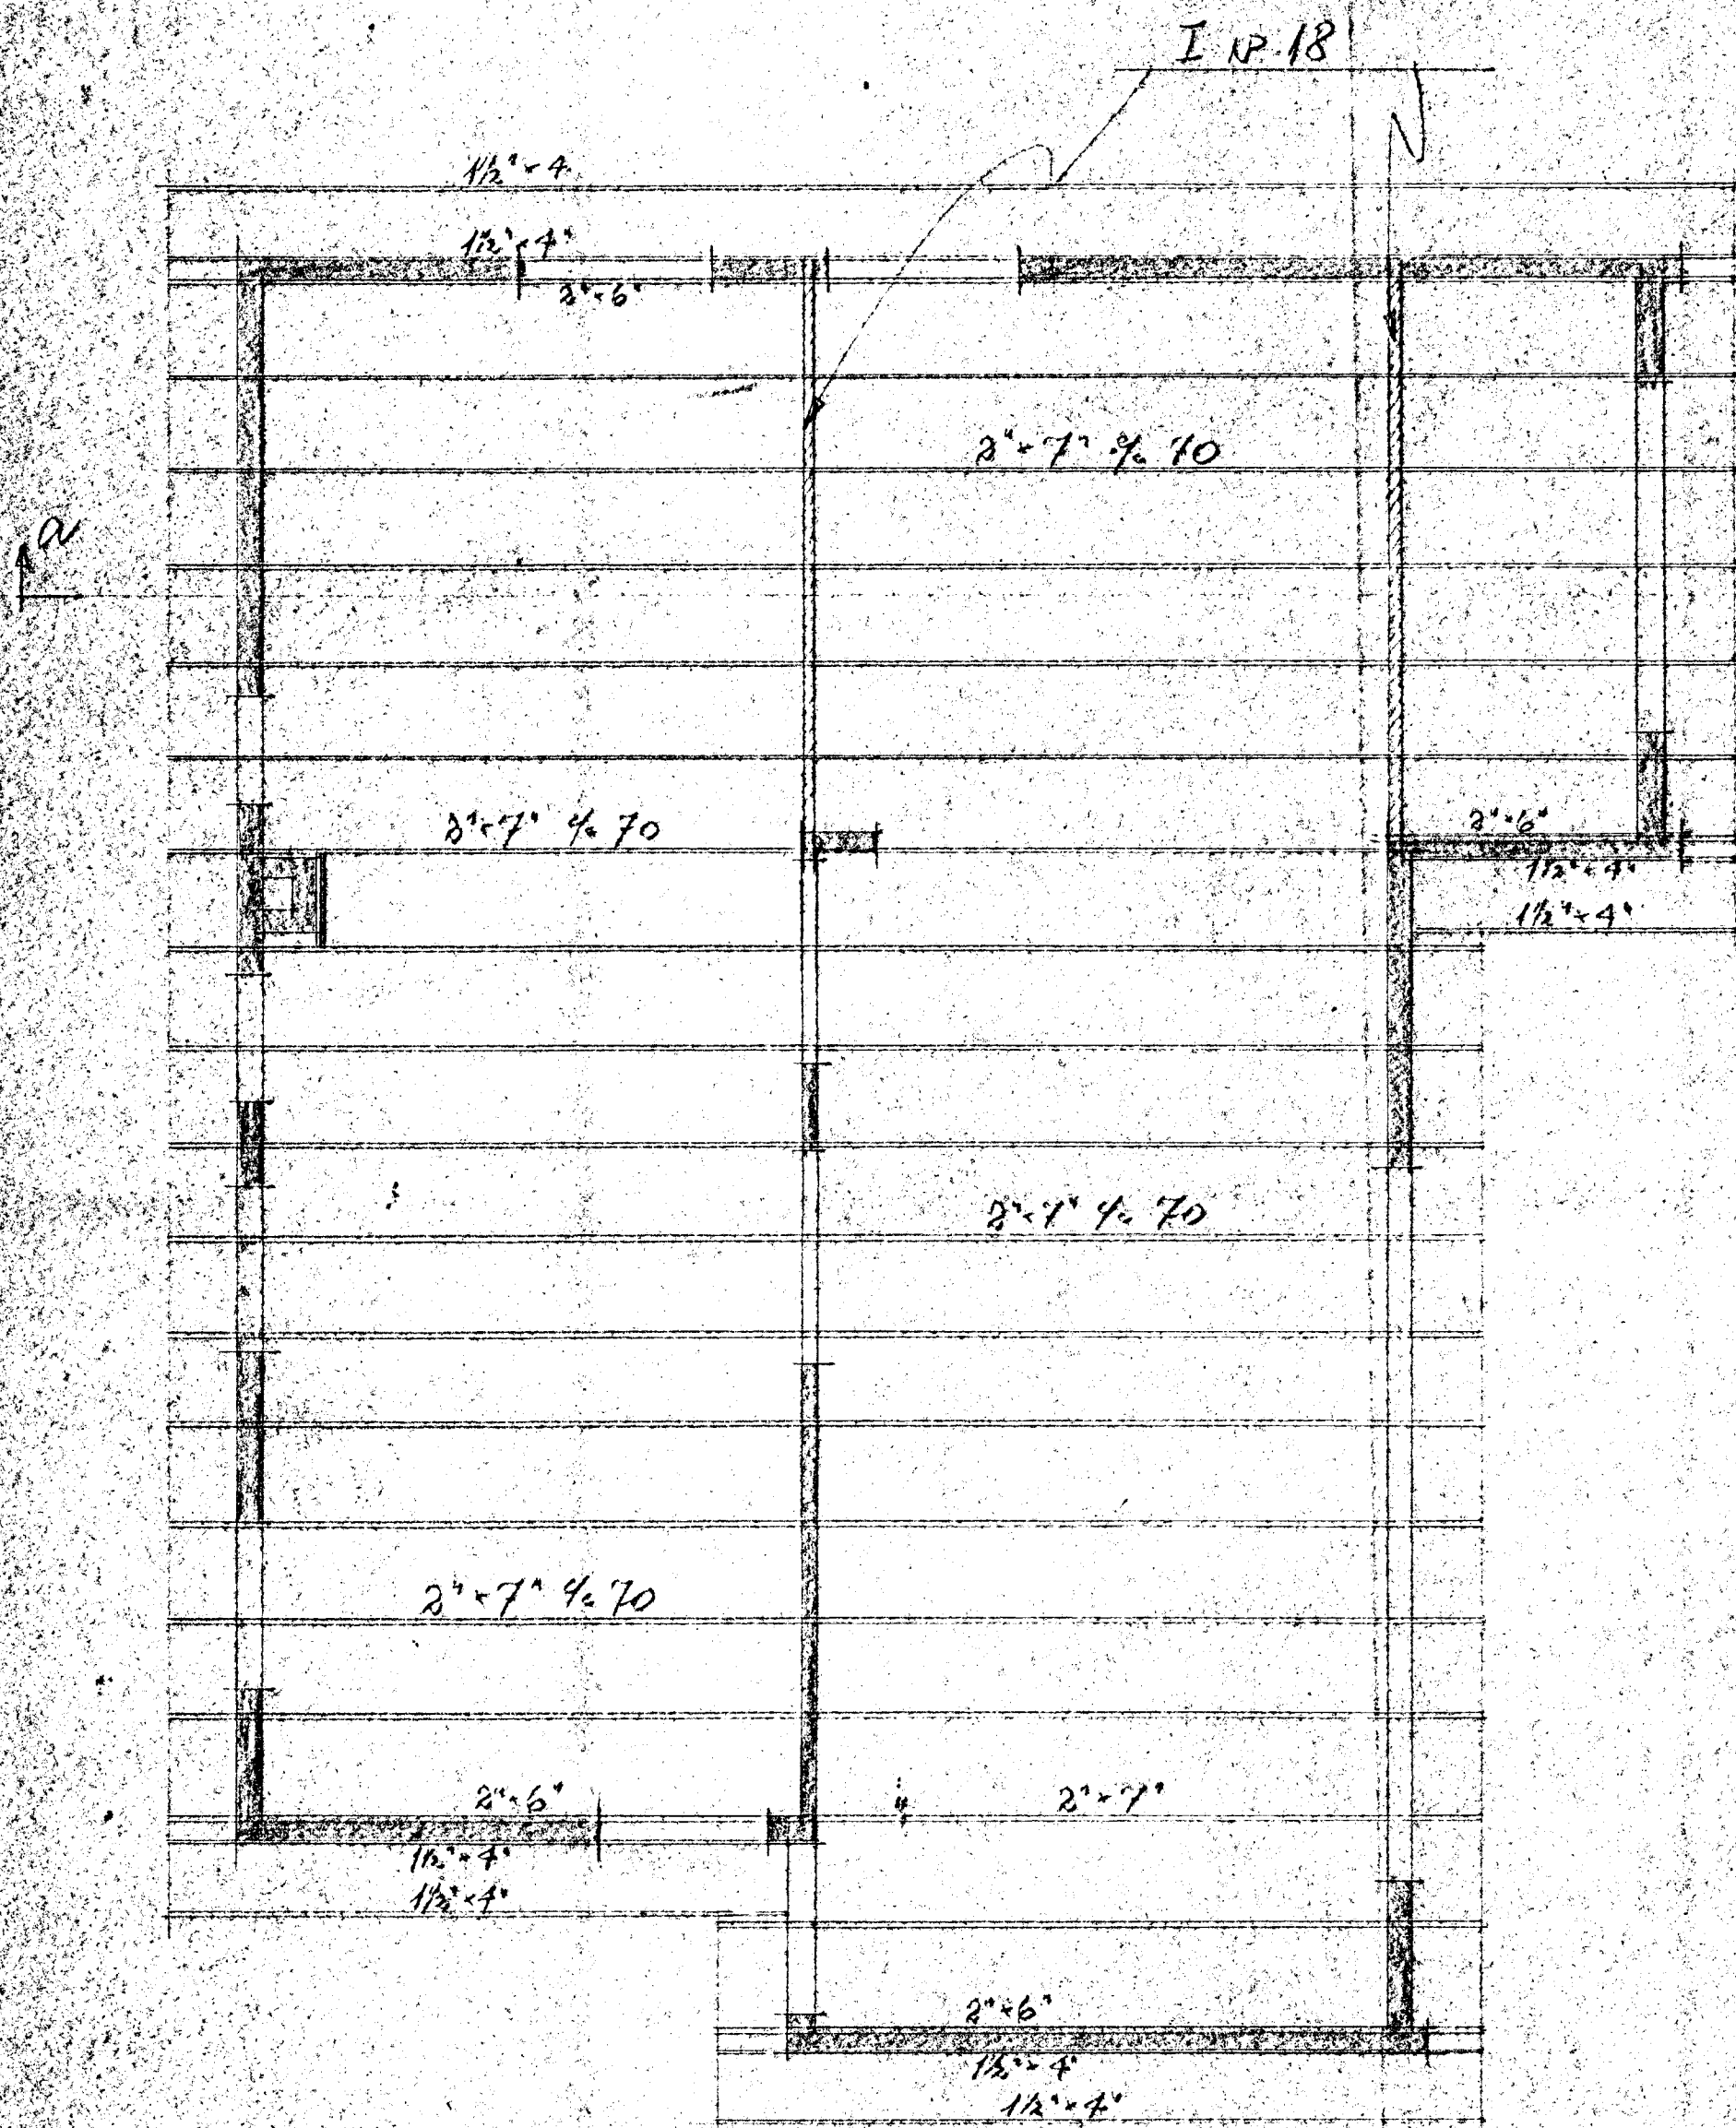 I NP. 18
1½" × 4
1½" × 4"
2" × 6"
2" × 7" % 70
a
2" × 7" % 70
2" × 6"
1½" × 4"
1½" × 4"
2" × 7" % 70
2" × 7" % 70
2" × 6"
2" × 7"
1½" × 4"
1½" × 4"
2" × 6"
1½" × 4"
1½" × 4"